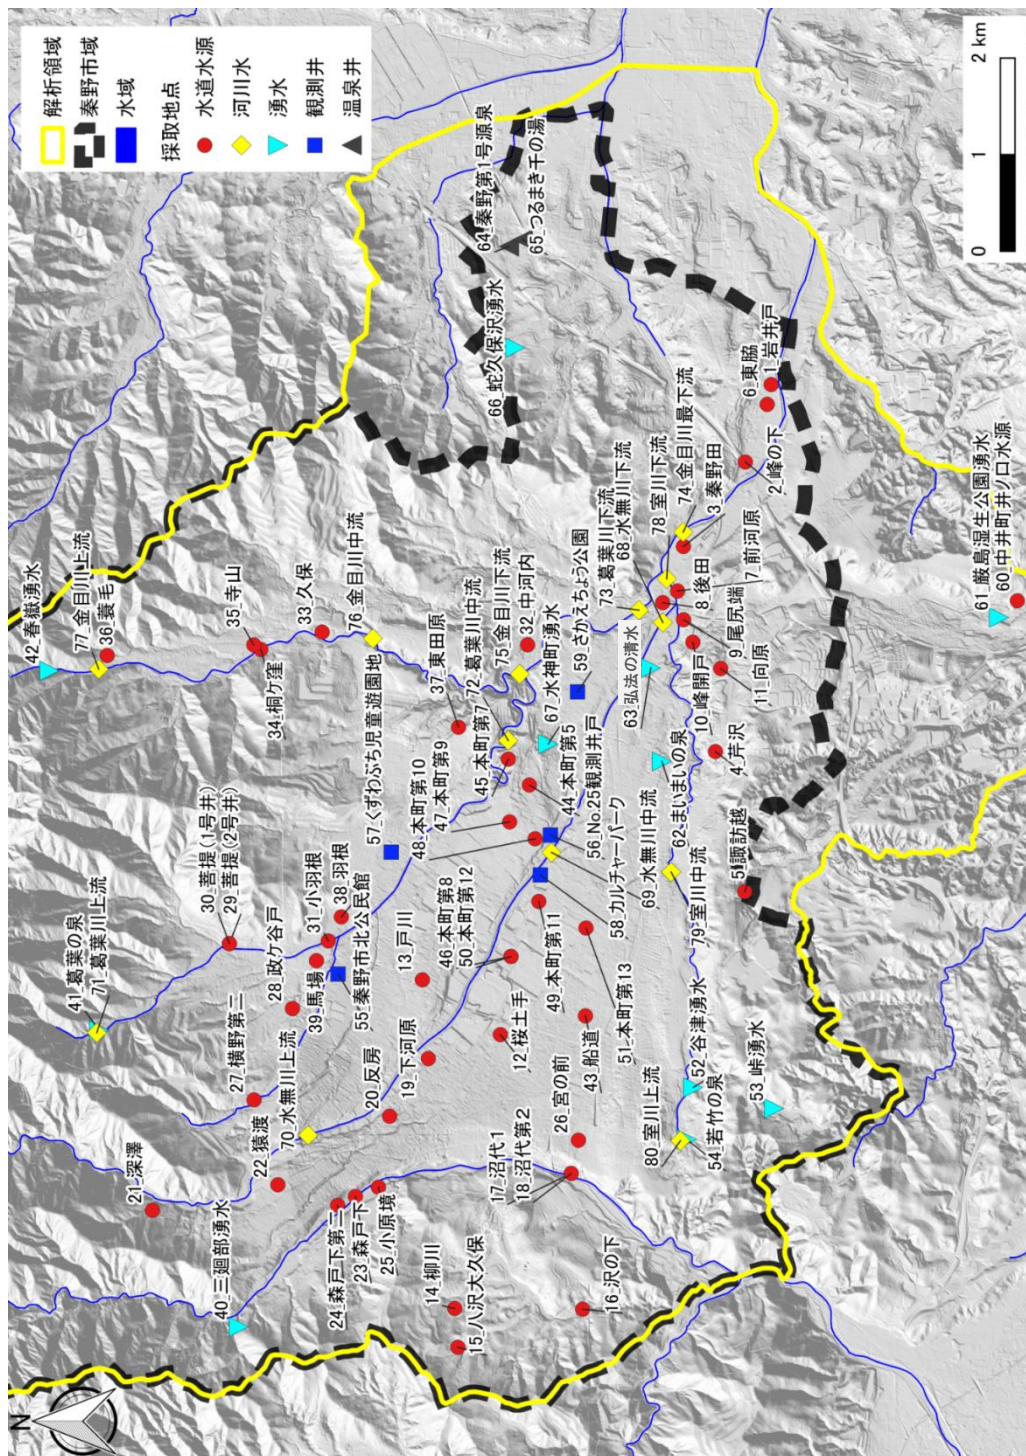 N
解析領域
秦野市域
水域
採取地点
水道水源
河川水
湧水
観測井
温泉井
0 1 2 km
42_春嶽湧水
77_金目川上流
36_蓑毛
35_寺山
34_桐ケ窪
33_久保
76_金目川中流
41_葛葉の泉
71_葛葉川上流
30_菩提(1号井)
29_菩提(2号井)
28_政ケ谷戸
31_小羽根
38_羽根
39_馬場
55_秦野市北公民館
57_くずわぶち児童遊園地
27_横野第二
70_水無川上流
22_猿渡
21_深澤
40_三廻部湧水
24_森戸下第二
23_森戸下
25_小原境
20_反房
19_下河原
13_戸川
12_桜土手
14_柳川
15_八沢大久保
16_沢の下
17_沼代1
18_沼代第2
26_宮の前
43_船道
46_本町第8
50_本町第12
49_本町第11
51_本町第13
48_本町第10
47_本町第9
45_本町第7
44_本町第5
56_No.25観測井戸
58_カルチャーパーク
37_東田原
72_葛葉川中流
75_金目川下流
32_中河内
67_水神町湧水
59_さかえちょう公園
69_水無川中流
62_まいまいの泉
63_弘法の清水
79_室川中流
52_谷津湧水
80_室川上流
54_若竹の泉
53_峠湧水
5_諏訪越
4_芹沢
10_峰開戸
11_向原
9_尾尻端
8_後田
7_前河原
73_葛葉川下流
68_水無川下流
78_室川下流
74_金目川最下流
3_秦野田
2_峰の下
6_東脇
1_岩井戸
66_蛇久保沢湧水
64_秦野第1号源泉
65_つるまき千の湯
61_厳島湿生公園湧水
60_中井町井ノ口水源